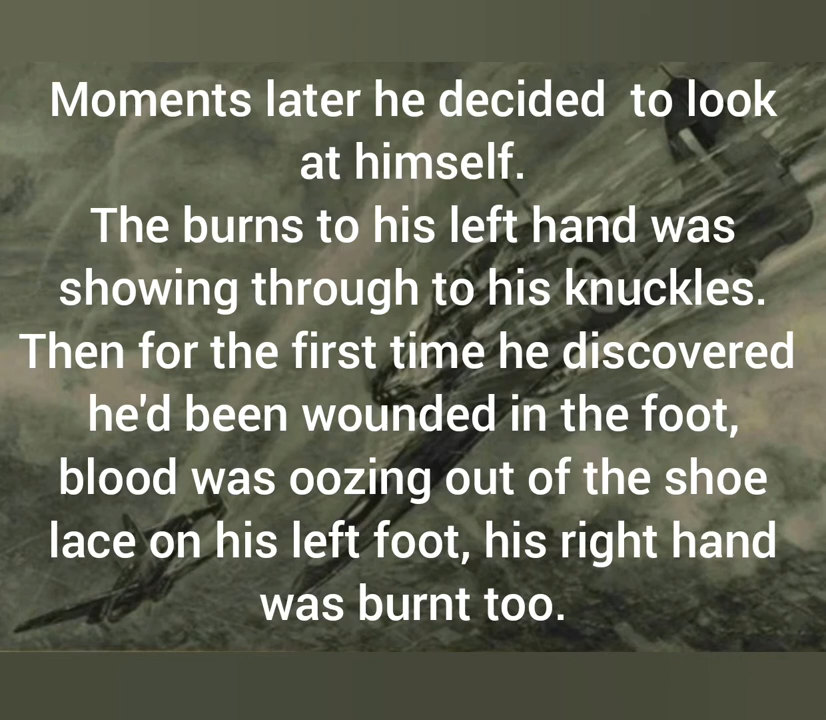 Moments later he decided  to look
at himself.
The burns to his left hand was
showing through to his knuckles.
Then for the first time he discovered
he'd been wounded in the foot,
blood was oozing out of the shoe
lace on his left foot, his right hand
was burnt too.